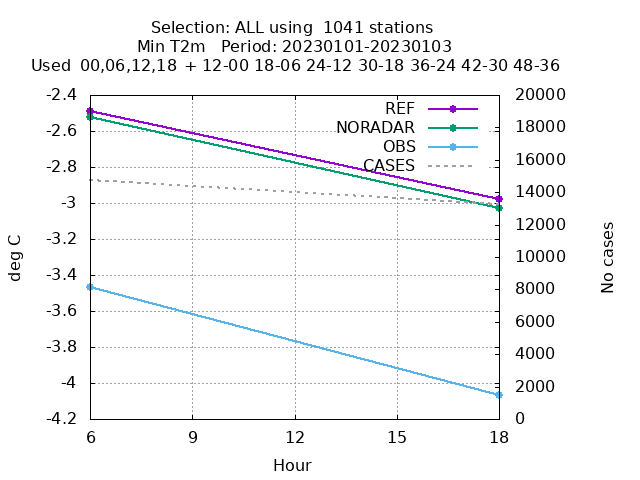 Selection: ALL using  1041 stations
Min T2m   Period: 20230101-20230103
Used  00,06,12,18 + 12-00 18-06 24-12 30-18 36-24 42-30 48-36
REF
NORADAR
OBS
CASES
-2.4
-2.6
-2.8
-3
-3.2
-3.4
-3.6
-3.8
-4
-4.2
deg C
20000
18000
16000
14000
12000
10000
8000
6000
4000
2000
0
No cases
6 9 12 15 18
Hour